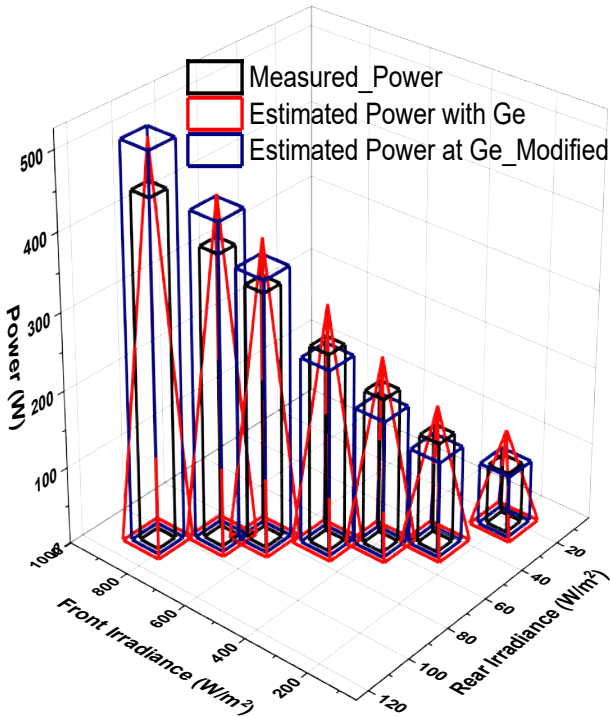 Measured_Power
Estimated Power with Ge
Estimated Power at Ge_Modified
500
400
300
200
100
Power (W)
800
600
400
200
Front Irradiance (W/m²)
20
40
60
80
100
120
Rear Irradiance (W/m²)